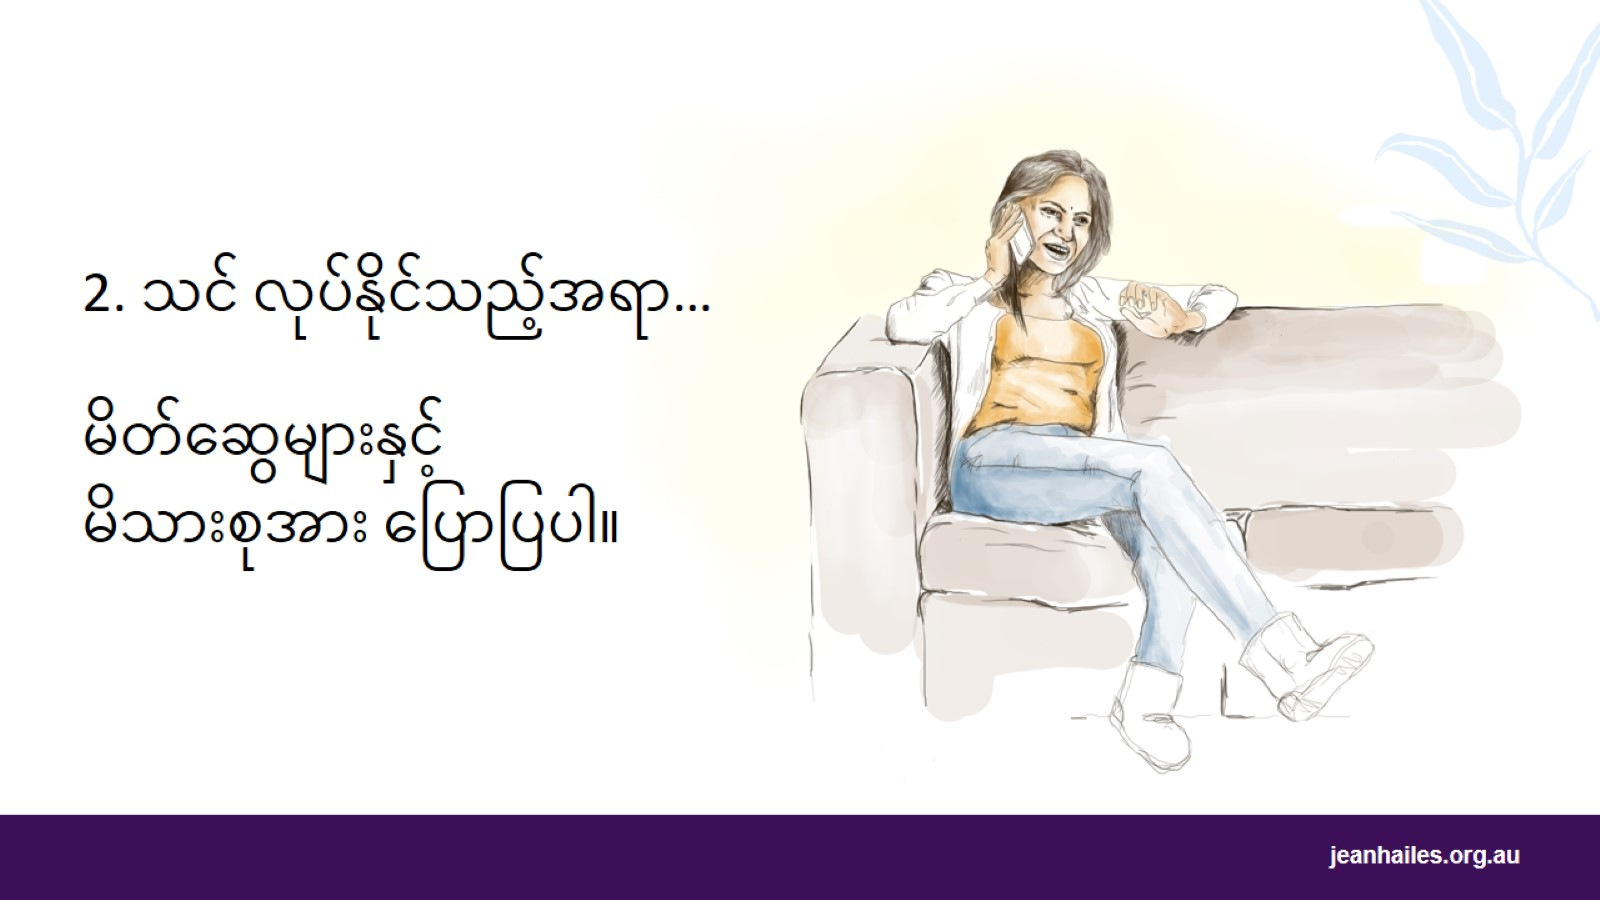 2. သင် လုပ်နိုင်သည့်အရာ...
မိတ်ဆွေများနှင့်
မိသားစုအား ပြောပြပါ။
jeanhailes.org.au